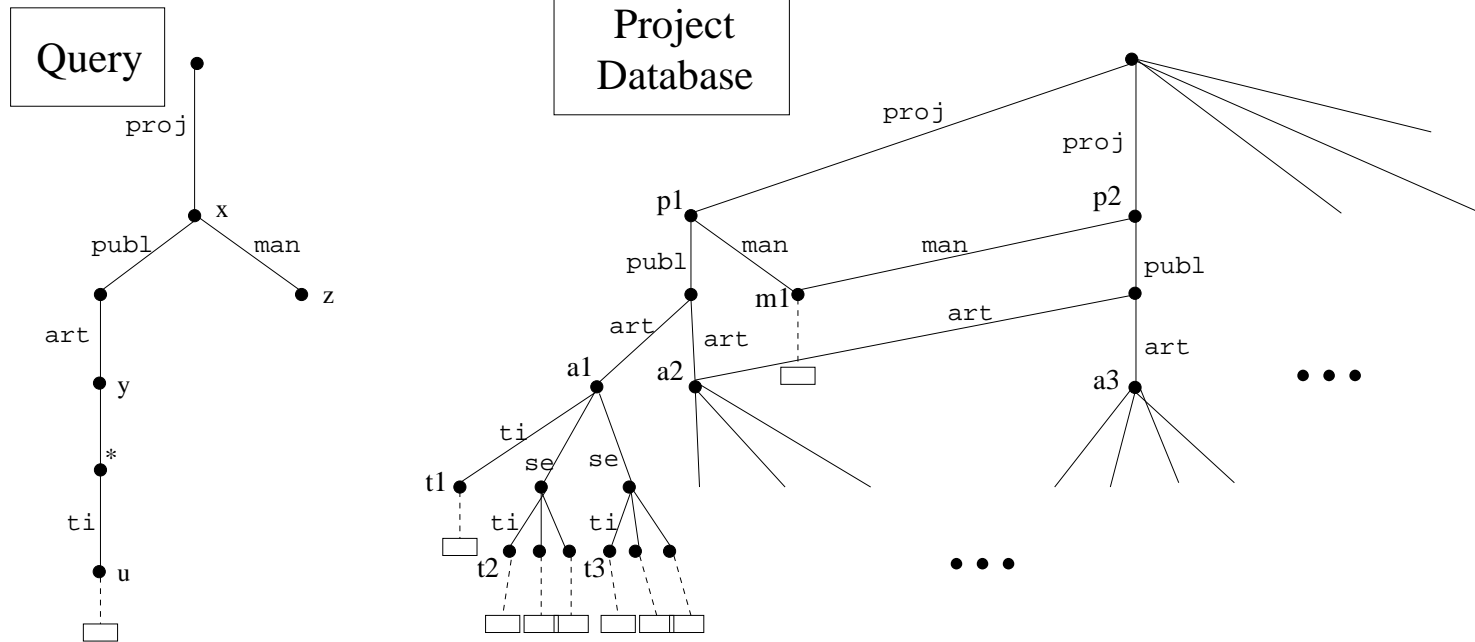 Query
proj
x
publ
man
z
art
y
*
ti
u
Project
Database
proj
proj
p1
p2
man
man
publ
publ
m1
art
art
art
art
a1
a2
a3
ti
se
se
t1
ti
ti
t2
t3